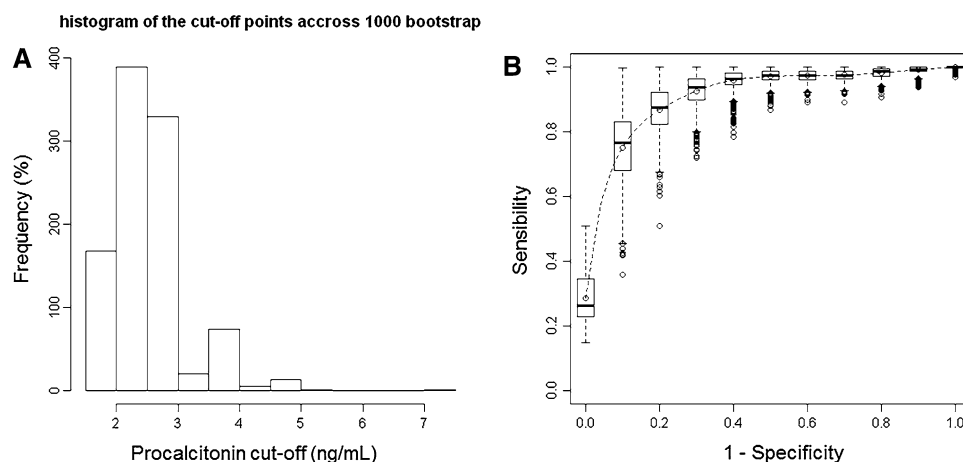 histogram of the cut-off points accross 1000 bootstrap
A
Frequency (%)
400
300
200
100
0
2 3 4 5 6 7
Procalcitonin cut-off (ng/mL)
B
Sensibility
1.0
0.8
0.6
0.4
0.2
0.0
0.0 0.2 0.4 0.6 0.8 1.0
1 - Specificity